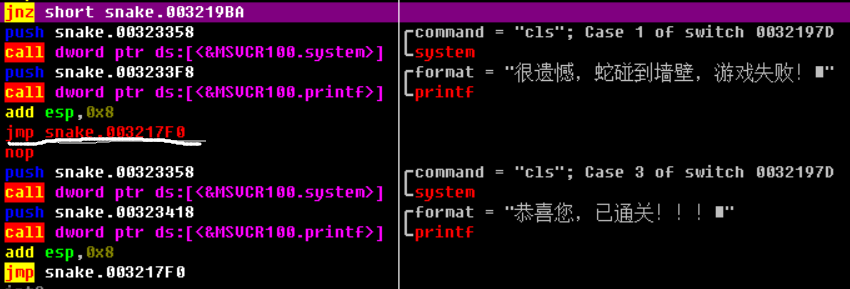 jnz short snake.003219BA
push snake.00323358 command = "cls"; Case 1 of switch 0032197D
call dword ptr ds:[<&MSVCR100.system>] system
push snake.003233F8 format = "很遗憾，蛇碰到墙壁，游戏失败！■"
call dword ptr ds:[<&MSVCR100.printf>] printf
add esp,0x8
jmp snake.003217F0
nop
push snake.00323358 command = "cls"; Case 3 of switch 0032197D
call dword ptr ds:[<&MSVCR100.system>] system
push snake.00323418 format = "恭喜您，已通关！！！■"
call dword ptr ds:[<&MSVCR100.printf>] printf
add esp,0x8
jmp snake.003217F0